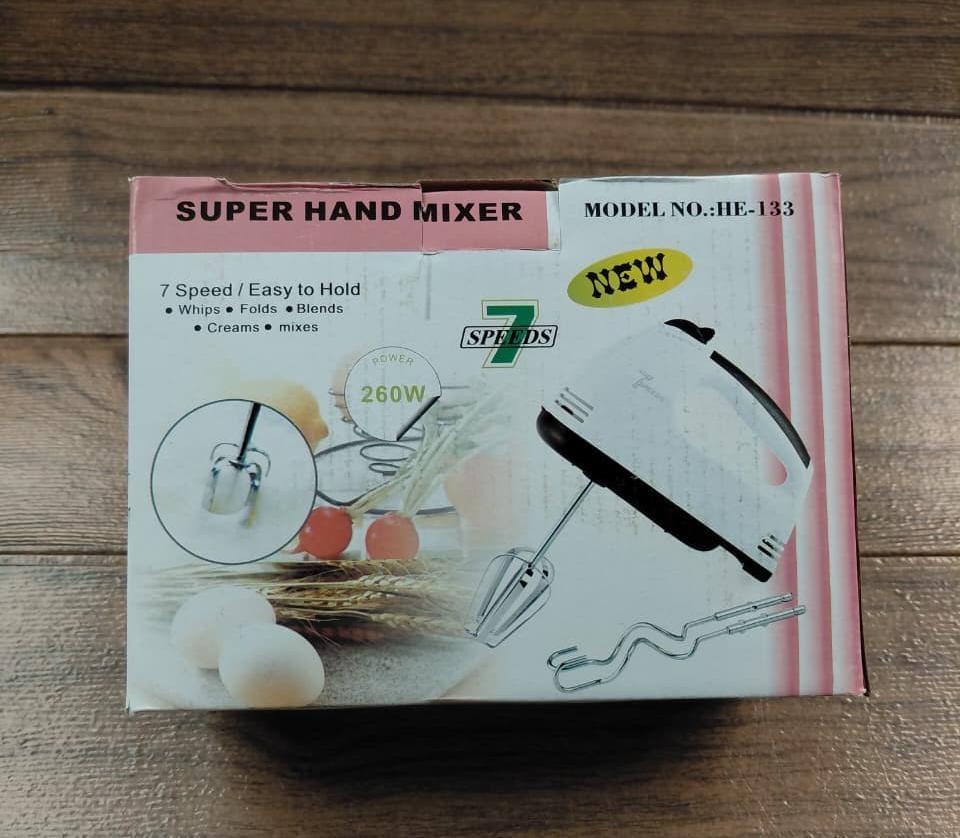 SUPER HAND MIXER
MODEL NO.:HE-133
NEW
7 Speed / Easy to Hold
• Whips • Folds • Blends
• Creams • mixes
7
SPEEDS
POWER
260W
7